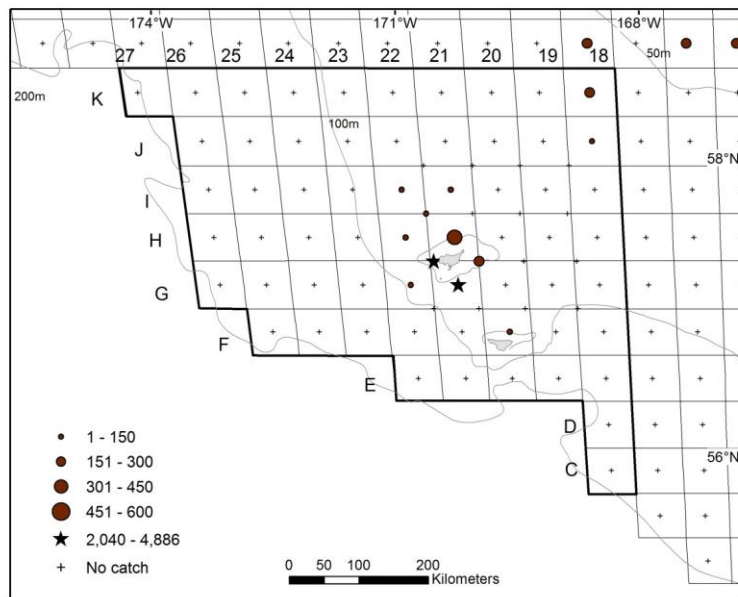 174°W 171°W 168°W
27 26 25 24 23 22 21 20 19 18 50m
200m K
100m
J 58°N
I
H
G
F
E
D
56°N
C
1 - 150
151 - 300
301 - 450
451 - 600
2,040 - 4,886
No catch
0 50 100 200
Kilometers